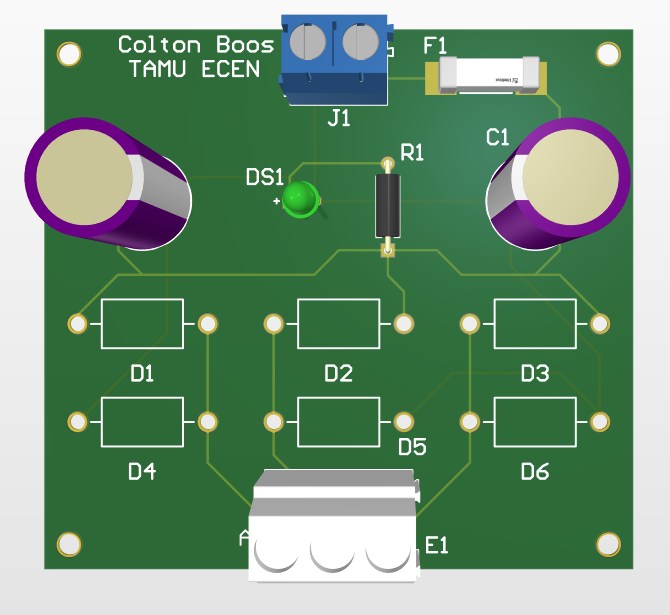 Colton Boos
TAMU ECEN
F1
J1
C1
R1
DS1
+
D1
D2
D3
D4
D5
D6
A
E1